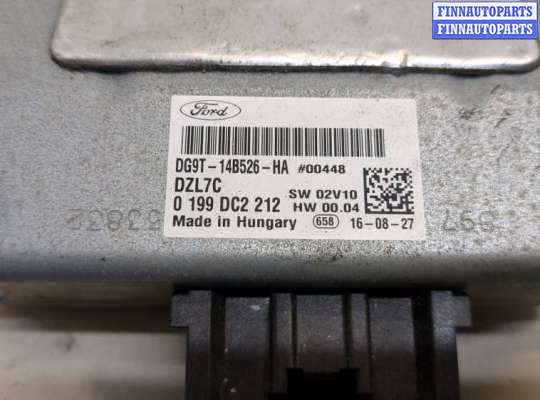 FINNAUTOPARTS
FINNAUTOPARTS
Ford
DG9T-14B526-HA #00448
DZL7C
SW 02V10
0 199 DC2 212
HW 00.04
Made in Hungary 658 16-08-27